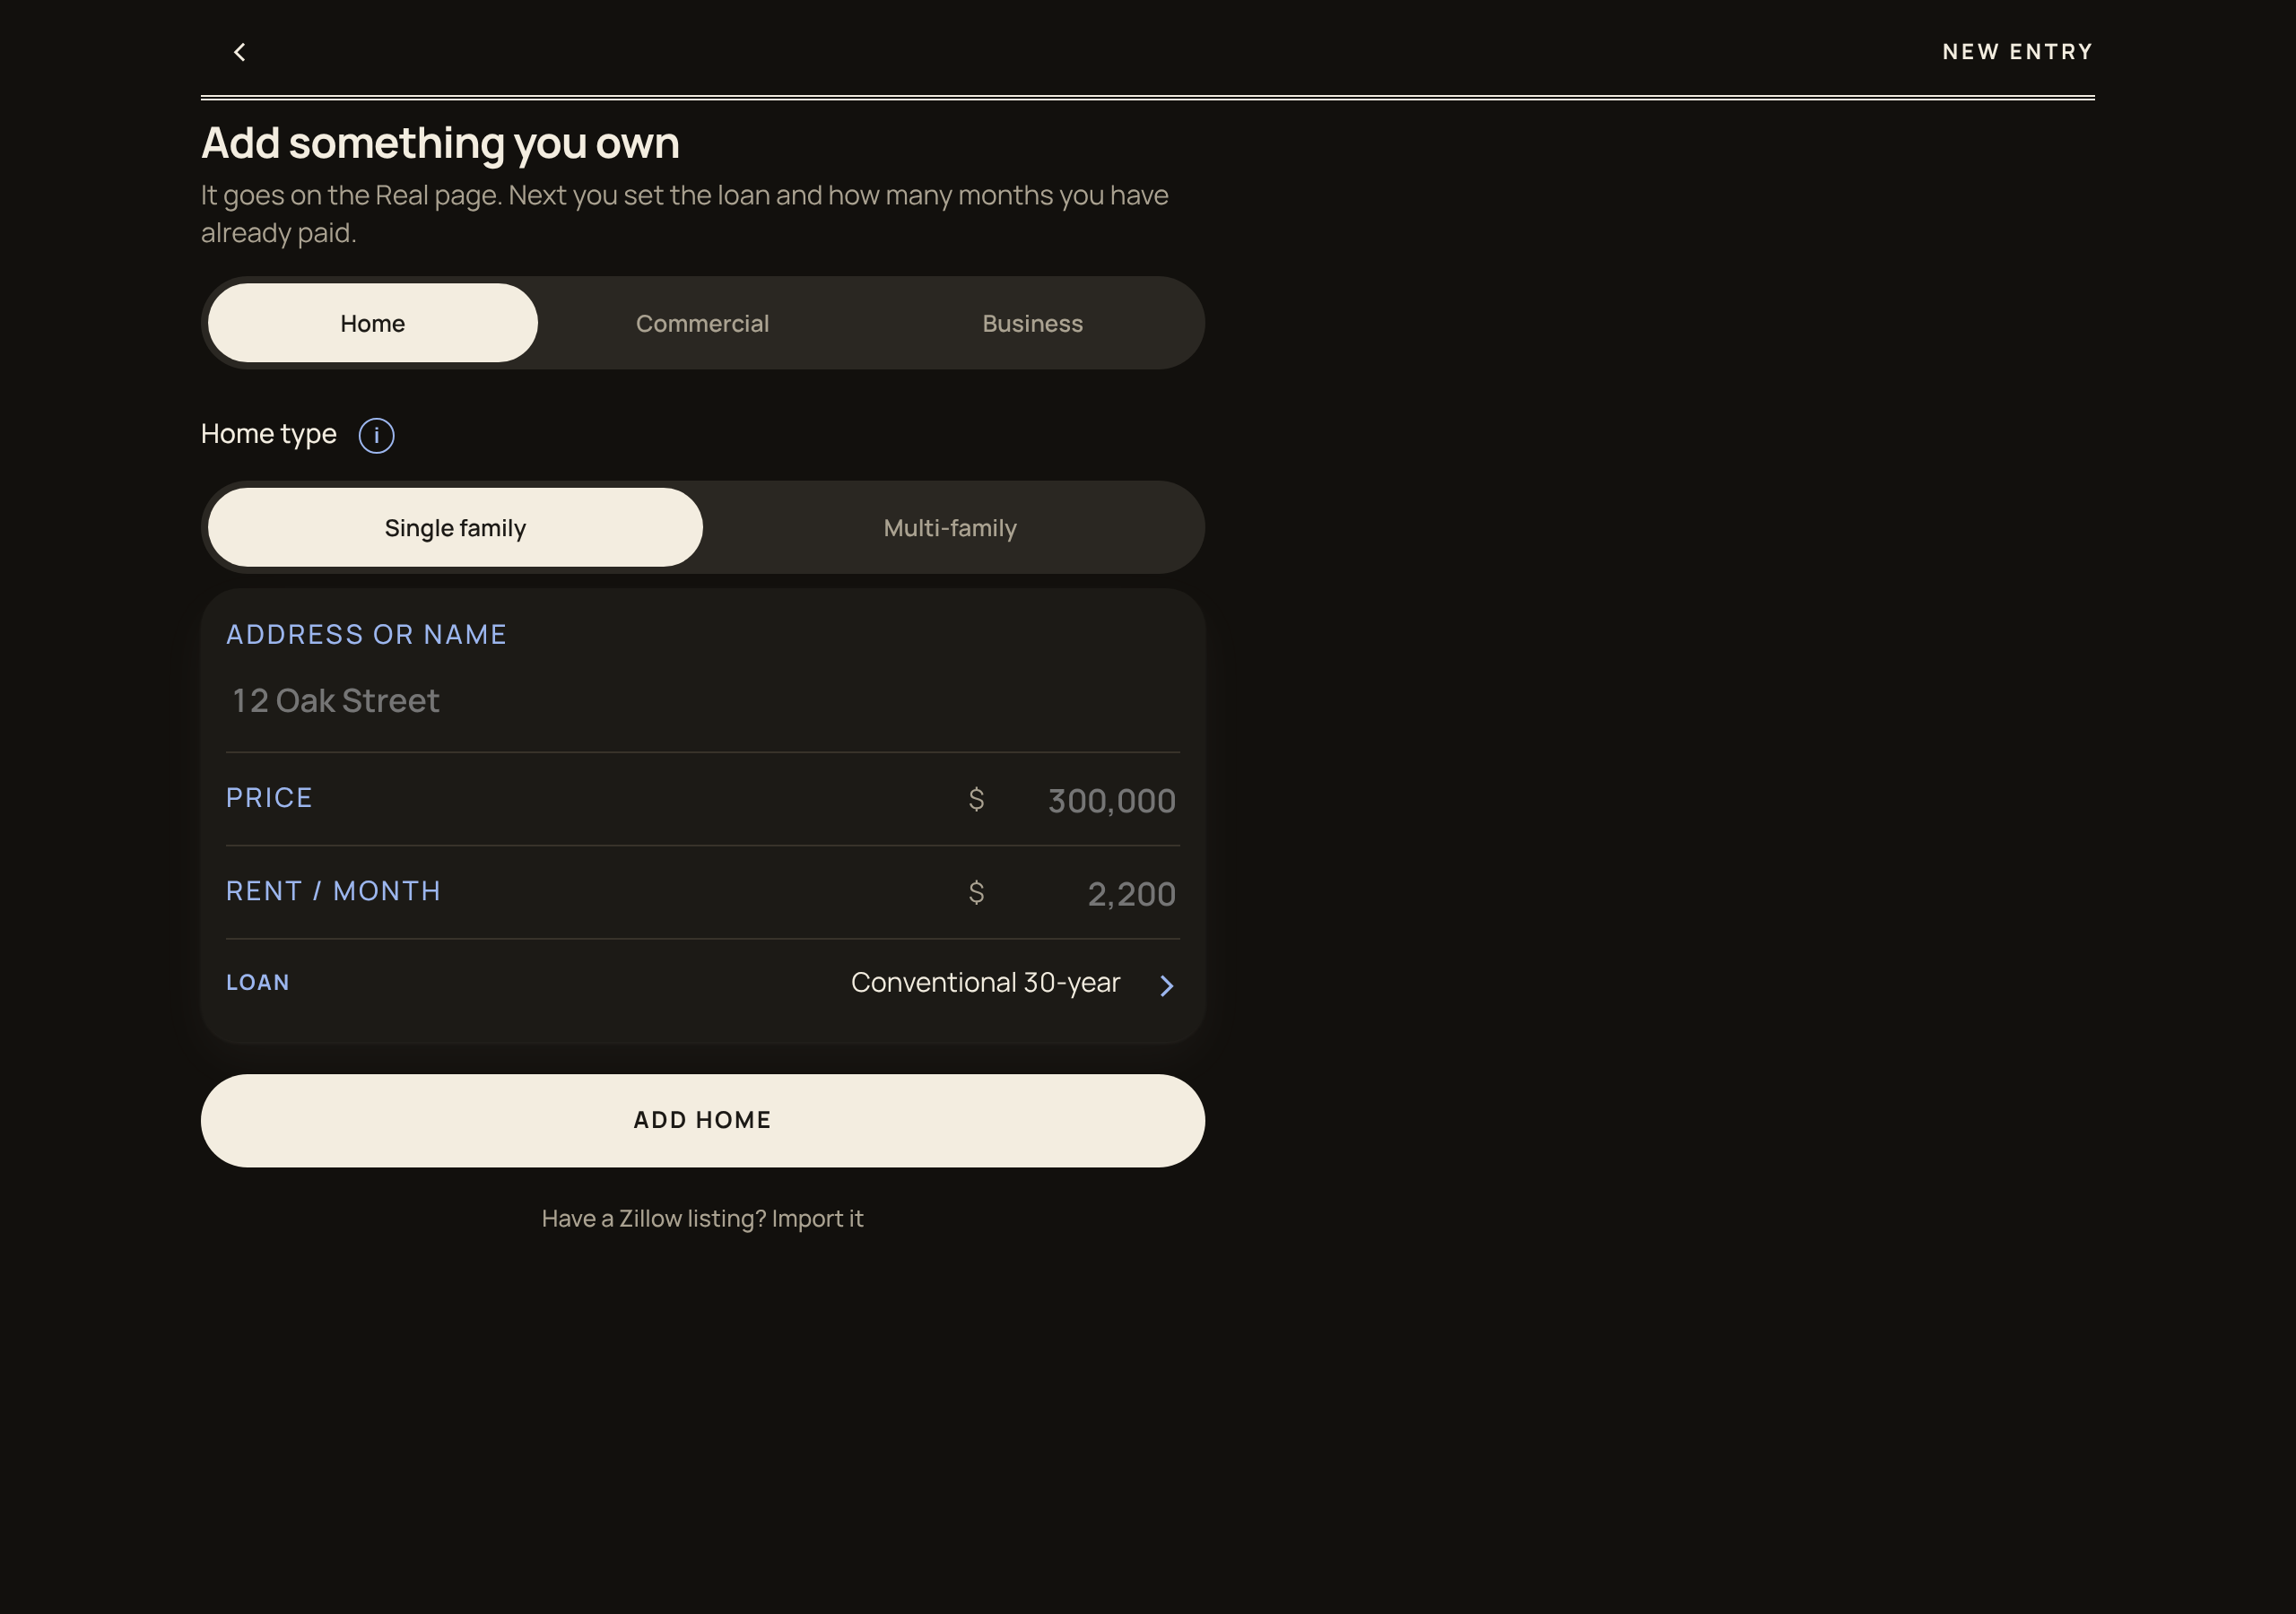 NEW ENTRY
Add something you own
It goes on the Real page. Next you set the loan and how many months you have
already paid.
Home Commercial Business
Home type i
Single family Multi-family
ADDRESS OR NAME
12 Oak Street
PRICE $ 300,000
RENT / MONTH $ 2,200
LOAN Conventional 30-year
ADD HOME
Have a Zillow listing? Import it